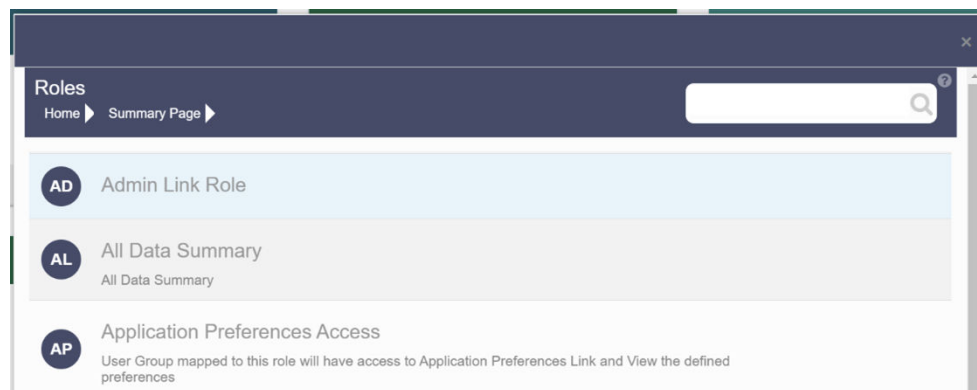 ×
Roles
?
Home Summary Page
AD Admin Link Role
AL All Data Summary
All Data Summary
AP Application Preferences Access
User Group mapped to this role will have access to Application Preferences Link and View the defined
preferences